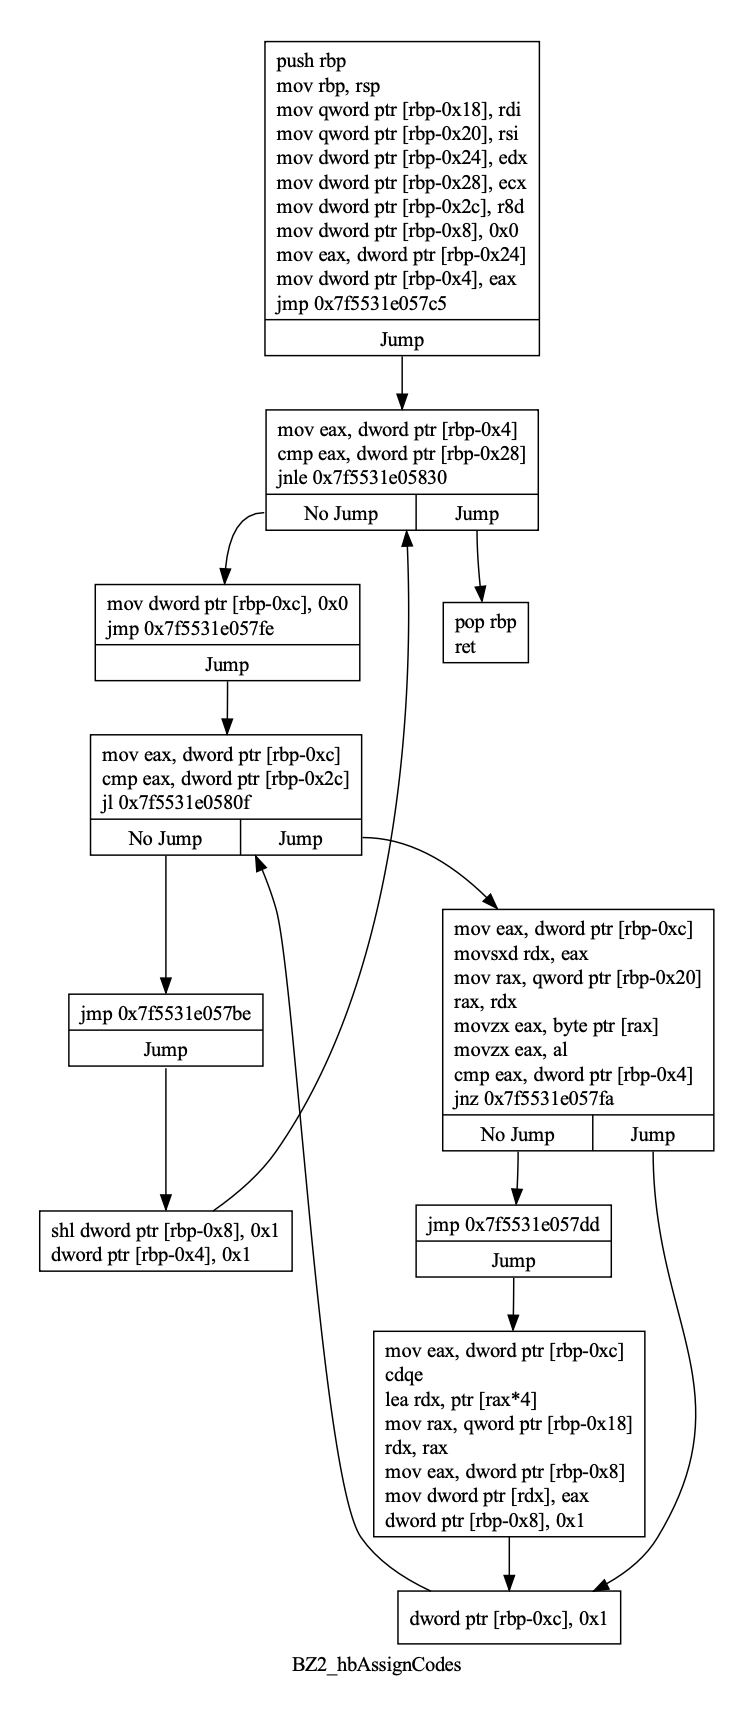 push rbp
mov rbp, rsp
mov qword ptr [rbp-0x18], rdi
mov qword ptr [rbp-0x20], rsi
mov dword ptr [rbp-0x24], edx
mov dword ptr [rbp-0x28], ecx
mov dword ptr [rbp-0x2c], r8d
mov dword ptr [rbp-0x8], 0x0
mov eax, dword ptr [rbp-0x24]
mov dword ptr [rbp-0x4], eax
jmp 0x7f5531e057c5
Jump
mov eax, dword ptr [rbp-0x4]
cmp eax, dword ptr [rbp-0x28]
jnle 0x7f5531e05830
No Jump
Jump
mov dword ptr [rbp-0xc], 0x0
jmp 0x7f5531e057fe
Jump
pop rbp
ret
mov eax, dword ptr [rbp-0xc]
cmp eax, dword ptr [rbp-0x2c]
jl 0x7f5531e0580f
No Jump
Jump
mov eax, dword ptr [rbp-0xc]
movsxd rdx, eax
mov rax, qword ptr [rbp-0x20]
rax, rdx
movzx eax, byte ptr [rax]
movzx eax, al
cmp eax, dword ptr [rbp-0x4]
jnz 0x7f5531e057fa
No Jump
Jump
jmp 0x7f5531e057be
Jump
shl dword ptr [rbp-0x8], 0x1
dword ptr [rbp-0x4], 0x1
jmp 0x7f5531e057dd
Jump
mov eax, dword ptr [rbp-0xc]
cdqe
lea rdx, ptr [rax*4]
mov rax, qword ptr [rbp-0x18]
rdx, rax
mov eax, dword ptr [rbp-0x8]
mov dword ptr [rdx], eax
dword ptr [rbp-0x8], 0x1
dword ptr [rbp-0xc], 0x1
BZ2_hbAssignCodes